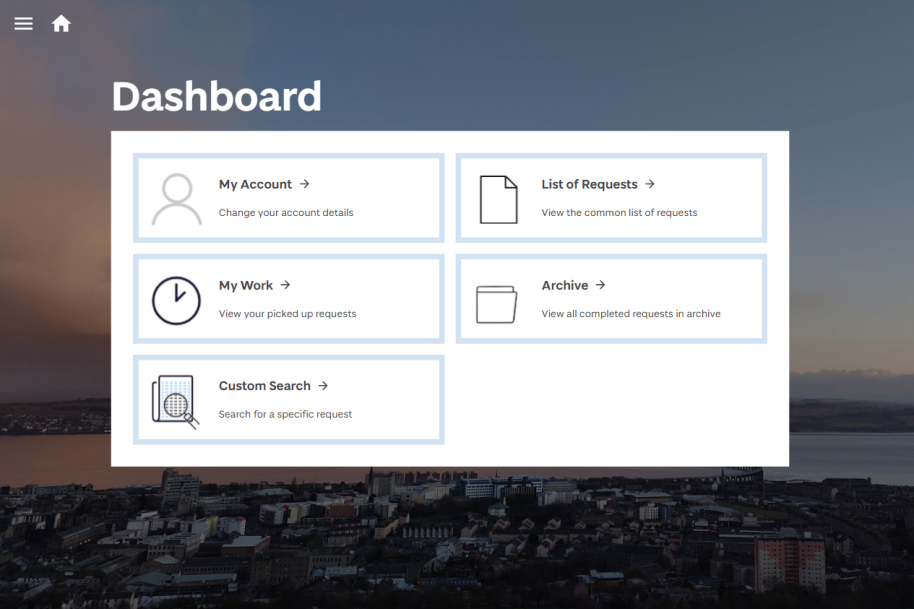 Dashboard
My Account →
Change your account details
List of Requests →
View the common list of requests
My Work →
View your picked up requests
Archive →
View all completed requests in archive
Custom Search →
Search for a specific request